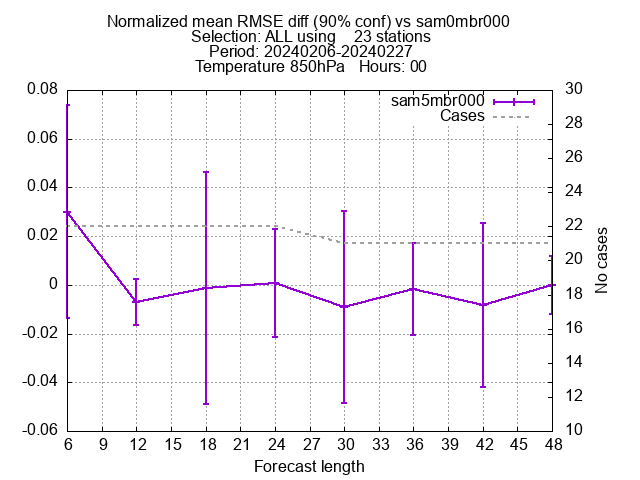 Normalized mean RMSE diff (90% conf) vs sam0mbr000
Selection: ALL using    23 stations
Period: 20240206-20240227
Temperature 850hPa   Hours: 00
sam5mbr000
Cases
0.08
0.06
0.04
0.02
0
-0.02
-0.04
-0.06
30
28
26
24
22
20
18
16
14
12
10
No cases
6 9 12 15 18 21 24 27 30 33 36 39 42 45 48
Forecast length